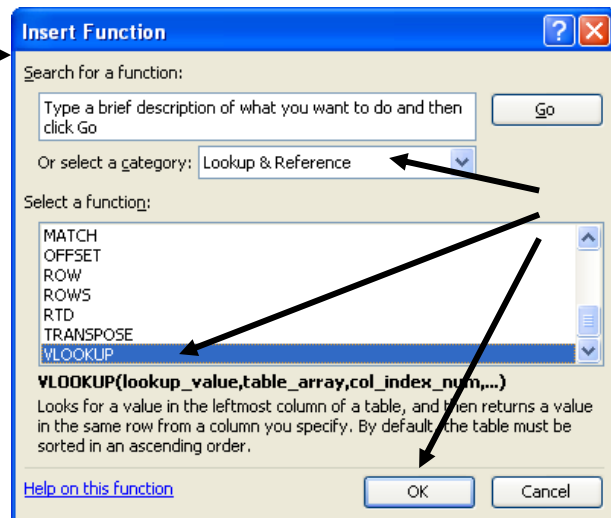 Insert Function
Search for a function:
Type a brief description of what you want to do and then
click Go
Go
Or select a category: Lookup & Reference
Select a function:
MATCH
OFFSET
ROW
ROWS
RTD
TRANSPOSE
VLOOKUP
VLOOKUP(lookup_value,table_array,col_index_num,...)
Looks for a value in the leftmost column of a table, and then returns a value
in the same row from a column you specify. By default, the table must be
sorted in an ascending order.
Help on this function
OK
Cancel